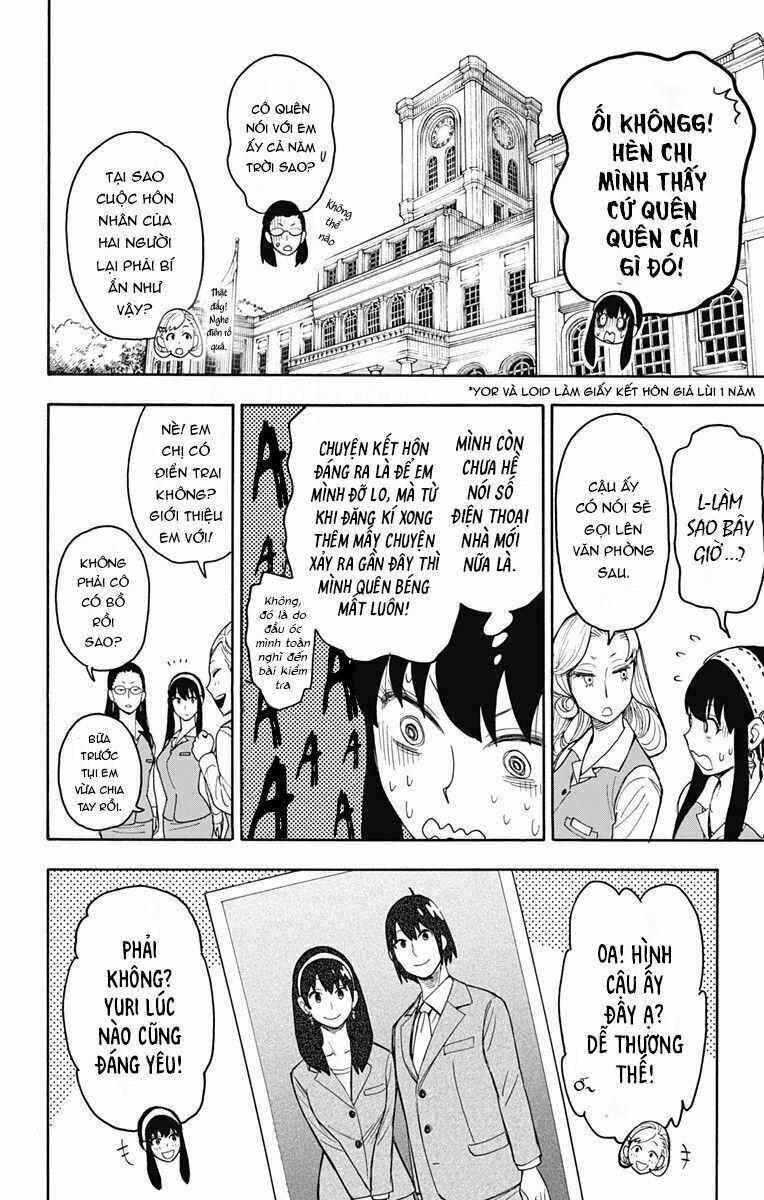 ỐI KHÔNGG!
HÈN CHI
MÌNH THẤY
CỨ QUÊN
QUÊN CÁI
GÌ ĐÓ!
CÔ QUÊN
NÓI VỚI EM
ẤY CẢ NĂM
TRỜI SAO?
Không
thể
nào
TẠI SAO
CUỘC HÔN
NHÂN CỦA
HAI NGƯỜI
LẠI PHẢI BÍ
ẨN NHƯ
VẬY?
Thật
đấy!
Nghe
điên rồ
quá.
*YOR VÀ LOID LÀM GIẤY KẾT HÔN GIẢ LÙI 1 NĂM
L-LÀM
SAO BÂY
GIỜ...?
CẬU ẤY
CÓ NÓI SẼ
GỌI LÊN
VĂN PHÒNG
SAU.
MÌNH CÒN
CHƯA HỀ
NÓI SỐ
ĐIỆN THOẠI
NHÀ MỚI
NỮA LÀ.
CHUYỆN KẾT HÔN
ĐÁNG RA LÀ ĐỂ EM
MÌNH ĐỠ LO, MÀ TỪ
KHI ĐĂNG KÍ XONG
THÊM MẤY CHUYỆN
XẢY RA GẦN ĐÂY THÌ
MÌNH QUÊN BÉNG
MẤT LUÔN!
Không,
đó là do
đầu óc
mình toàn
nghĩ đến
bài kiểm
tra
A
A
A
A
A
A
A
A
A
A
NÈ! EM
CHỊ CÓ
ĐIỂN TRAI
KHÔNG?
GIỚI THIỆU
EM VỚI!
KHÔNG
PHẢI CÔ
CÓ BỒ
RỒI
SAO?
BỮA
TRƯỚC
TỤI EM
VỪA CHIA
TAY RỒI.
OA! HÌNH
CẬU ẤY
ĐÂY Ạ?
DỄ THƯƠNG
THẾ!
PHẢI
KHÔNG?
YURI LÚC
NÀO CŨNG
ĐÁNG YÊU!